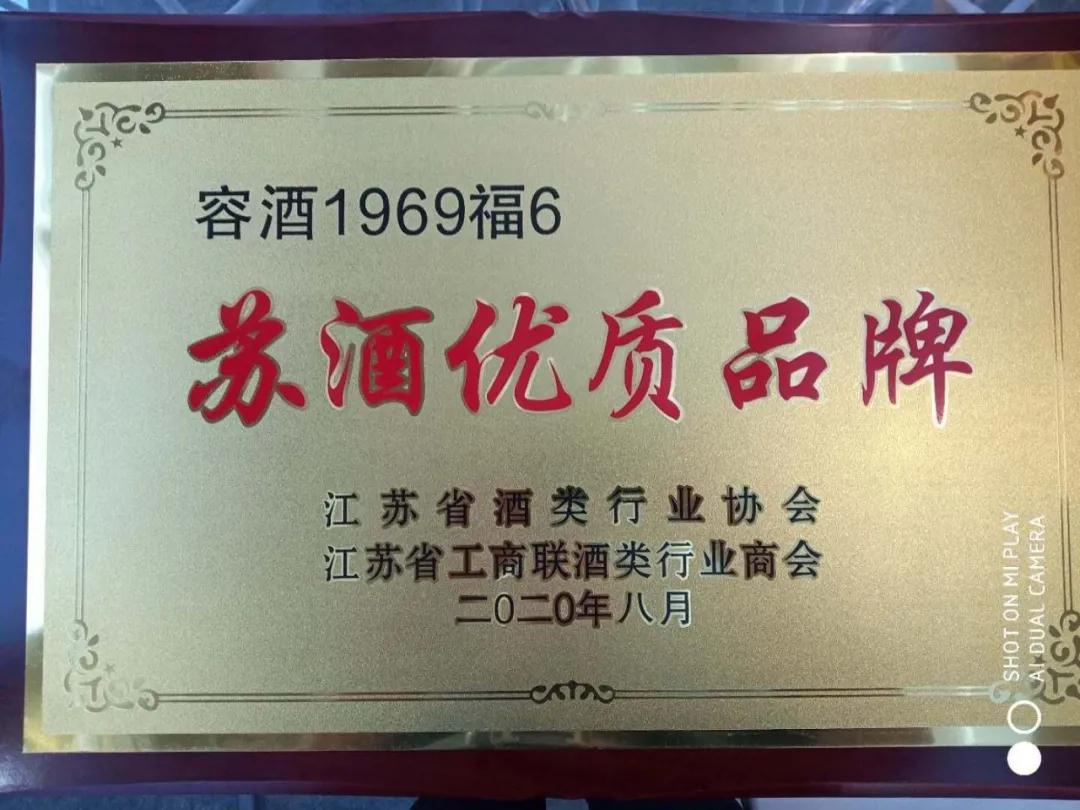 容酒1969福6
苏酒优质品牌
江苏省酒类行业协会
江苏省工商联酒类行业商会
二0二0年八月
SHOT ON MI PLAY
AI DUAL CAMERA